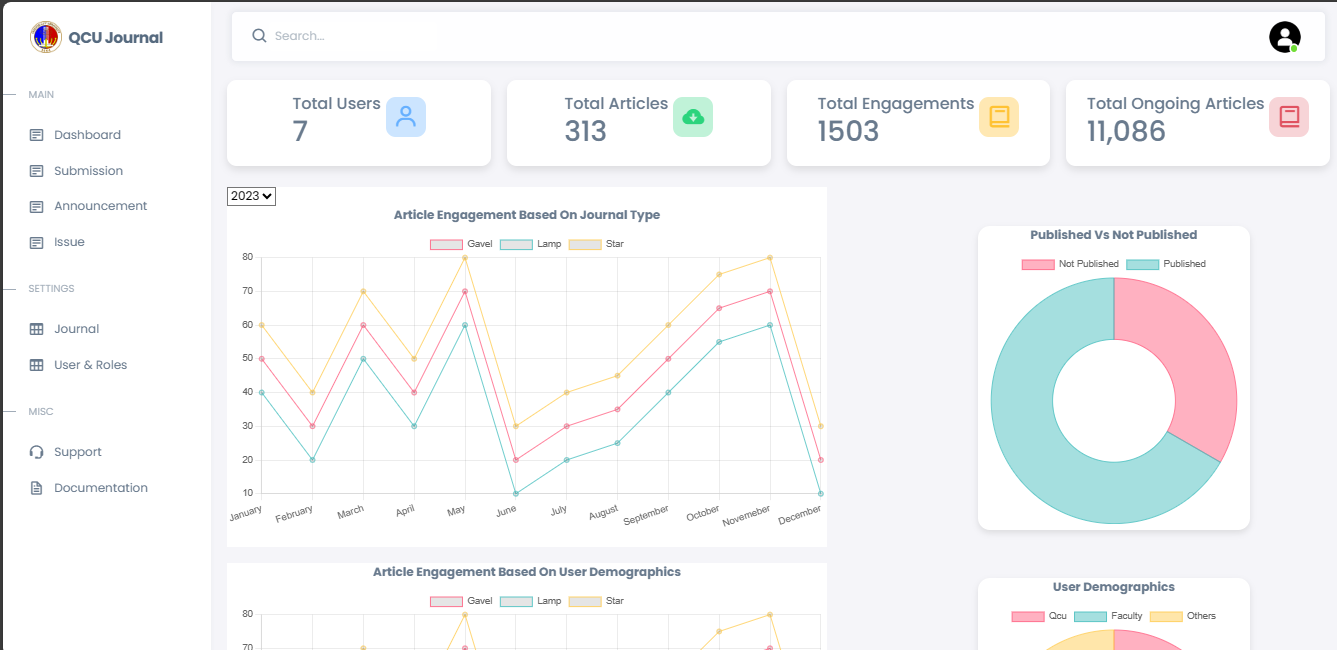 QCU Journal
Search...
MAIN
Dashboard
Submission
Announcement
Issue
SETTINGS
Journal
User & Roles
MISC
Support
Documentation
Total Users
7
Total Articles
313
Total Engagements
1503
Total Ongoing Articles
11,086
2023
Article Engagement Based On Journal Type
Gavel Lamp Star
80
70
60
50
40
30
20
10
January February March April May June July August September October Novemeber December
Published Vs Not Published
Not Published Published
Article Engagement Based On User Demographics
Gavel Lamp Star
80
70
User Demographics
Qcu Faculty Others